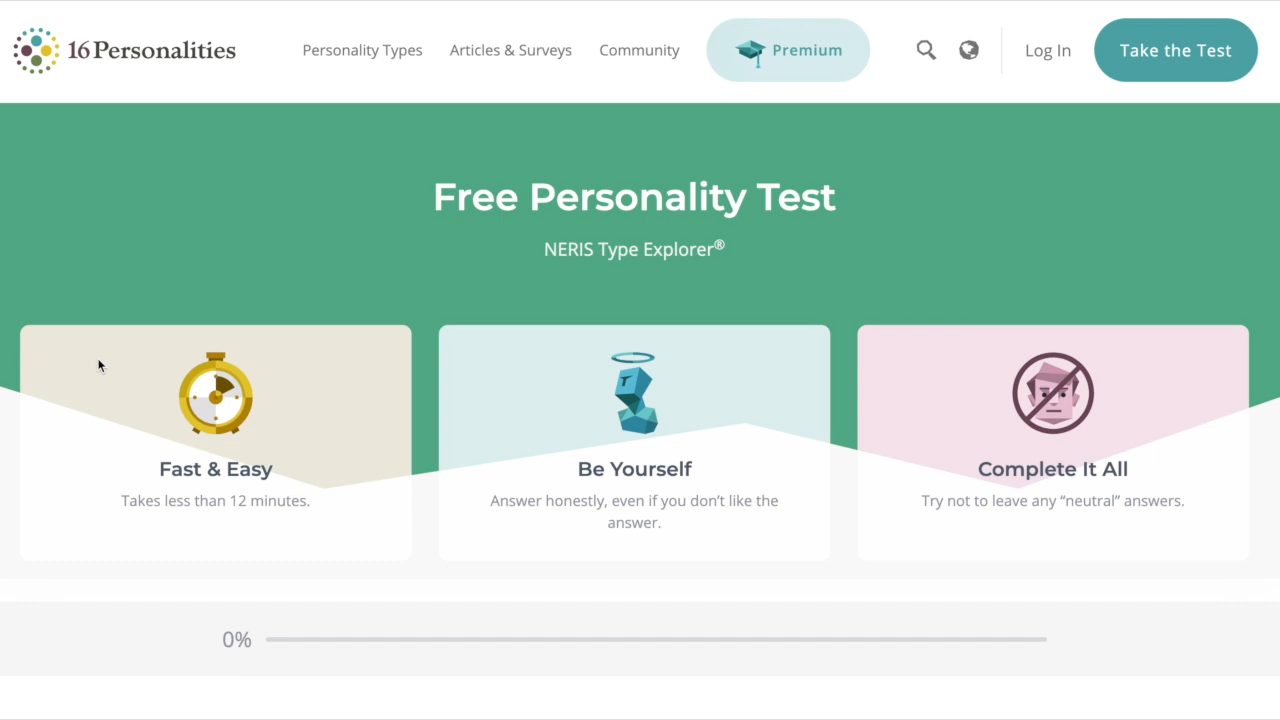 16Personalities
Personality Types
Articles & Surveys
Community
Premium
Log In
Take the Test
Free Personality Test
NERIS Type Explorer®
Fast & Easy
Takes less than 12 minutes.
Be Yourself
Answer honestly, even if you don’t like the
answer.
Complete It All
Try not to leave any “neutral” answers.
0%